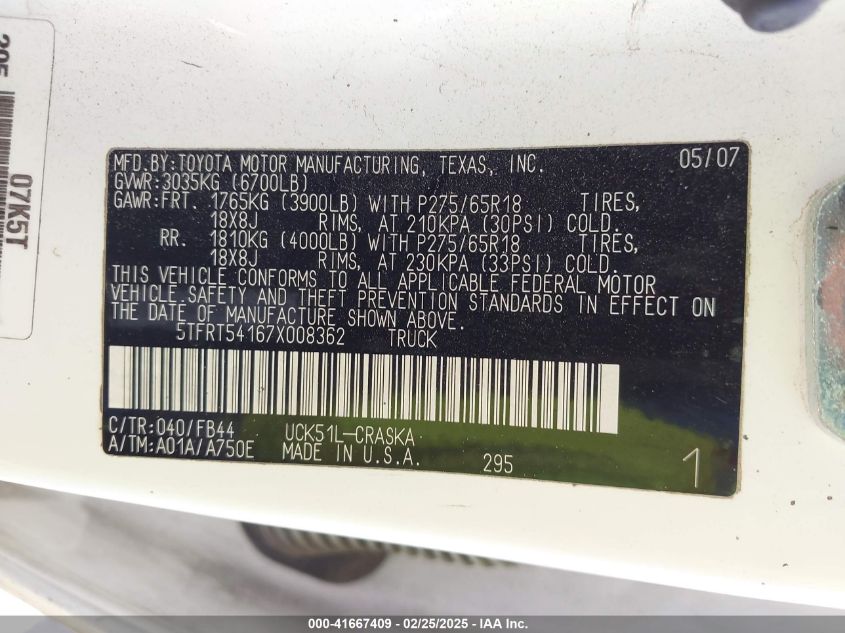 205
07K5T
MFD.BY:TOYOTA MOTOR MANUFACTURING, TEXAS, INC. 05/07
GVWR:3035KG (6700LB)
GAWR:FRT. 1765KG (3900LB) WITH P275/65R18 TIRES,
18X8J RIMS, AT 210KPA (30PSI) COLD.
RR. 1810KG (4000LB) WITH P275/65R18 TIRES,
18X8J RIMS, AT 230KPA (33PSI) COLD.
THIS VEHICLE CONFORMS TO ALL APPLICABLE FEDERAL MOTOR
VEHICLE SAFETY AND THEFT PREVENTION STANDARDS IN EFFECT ON
THE DATE OF MANUFACTURE SHOWN ABOVE.
5TFRT54167X008362 TRUCK
C/TR:040/FB44 UCK51L-CRASKA
A/TM:A01A/A750E MADE IN U.S.A. 295 1
000-41667409 - 02/25/2025 - IAA Inc.